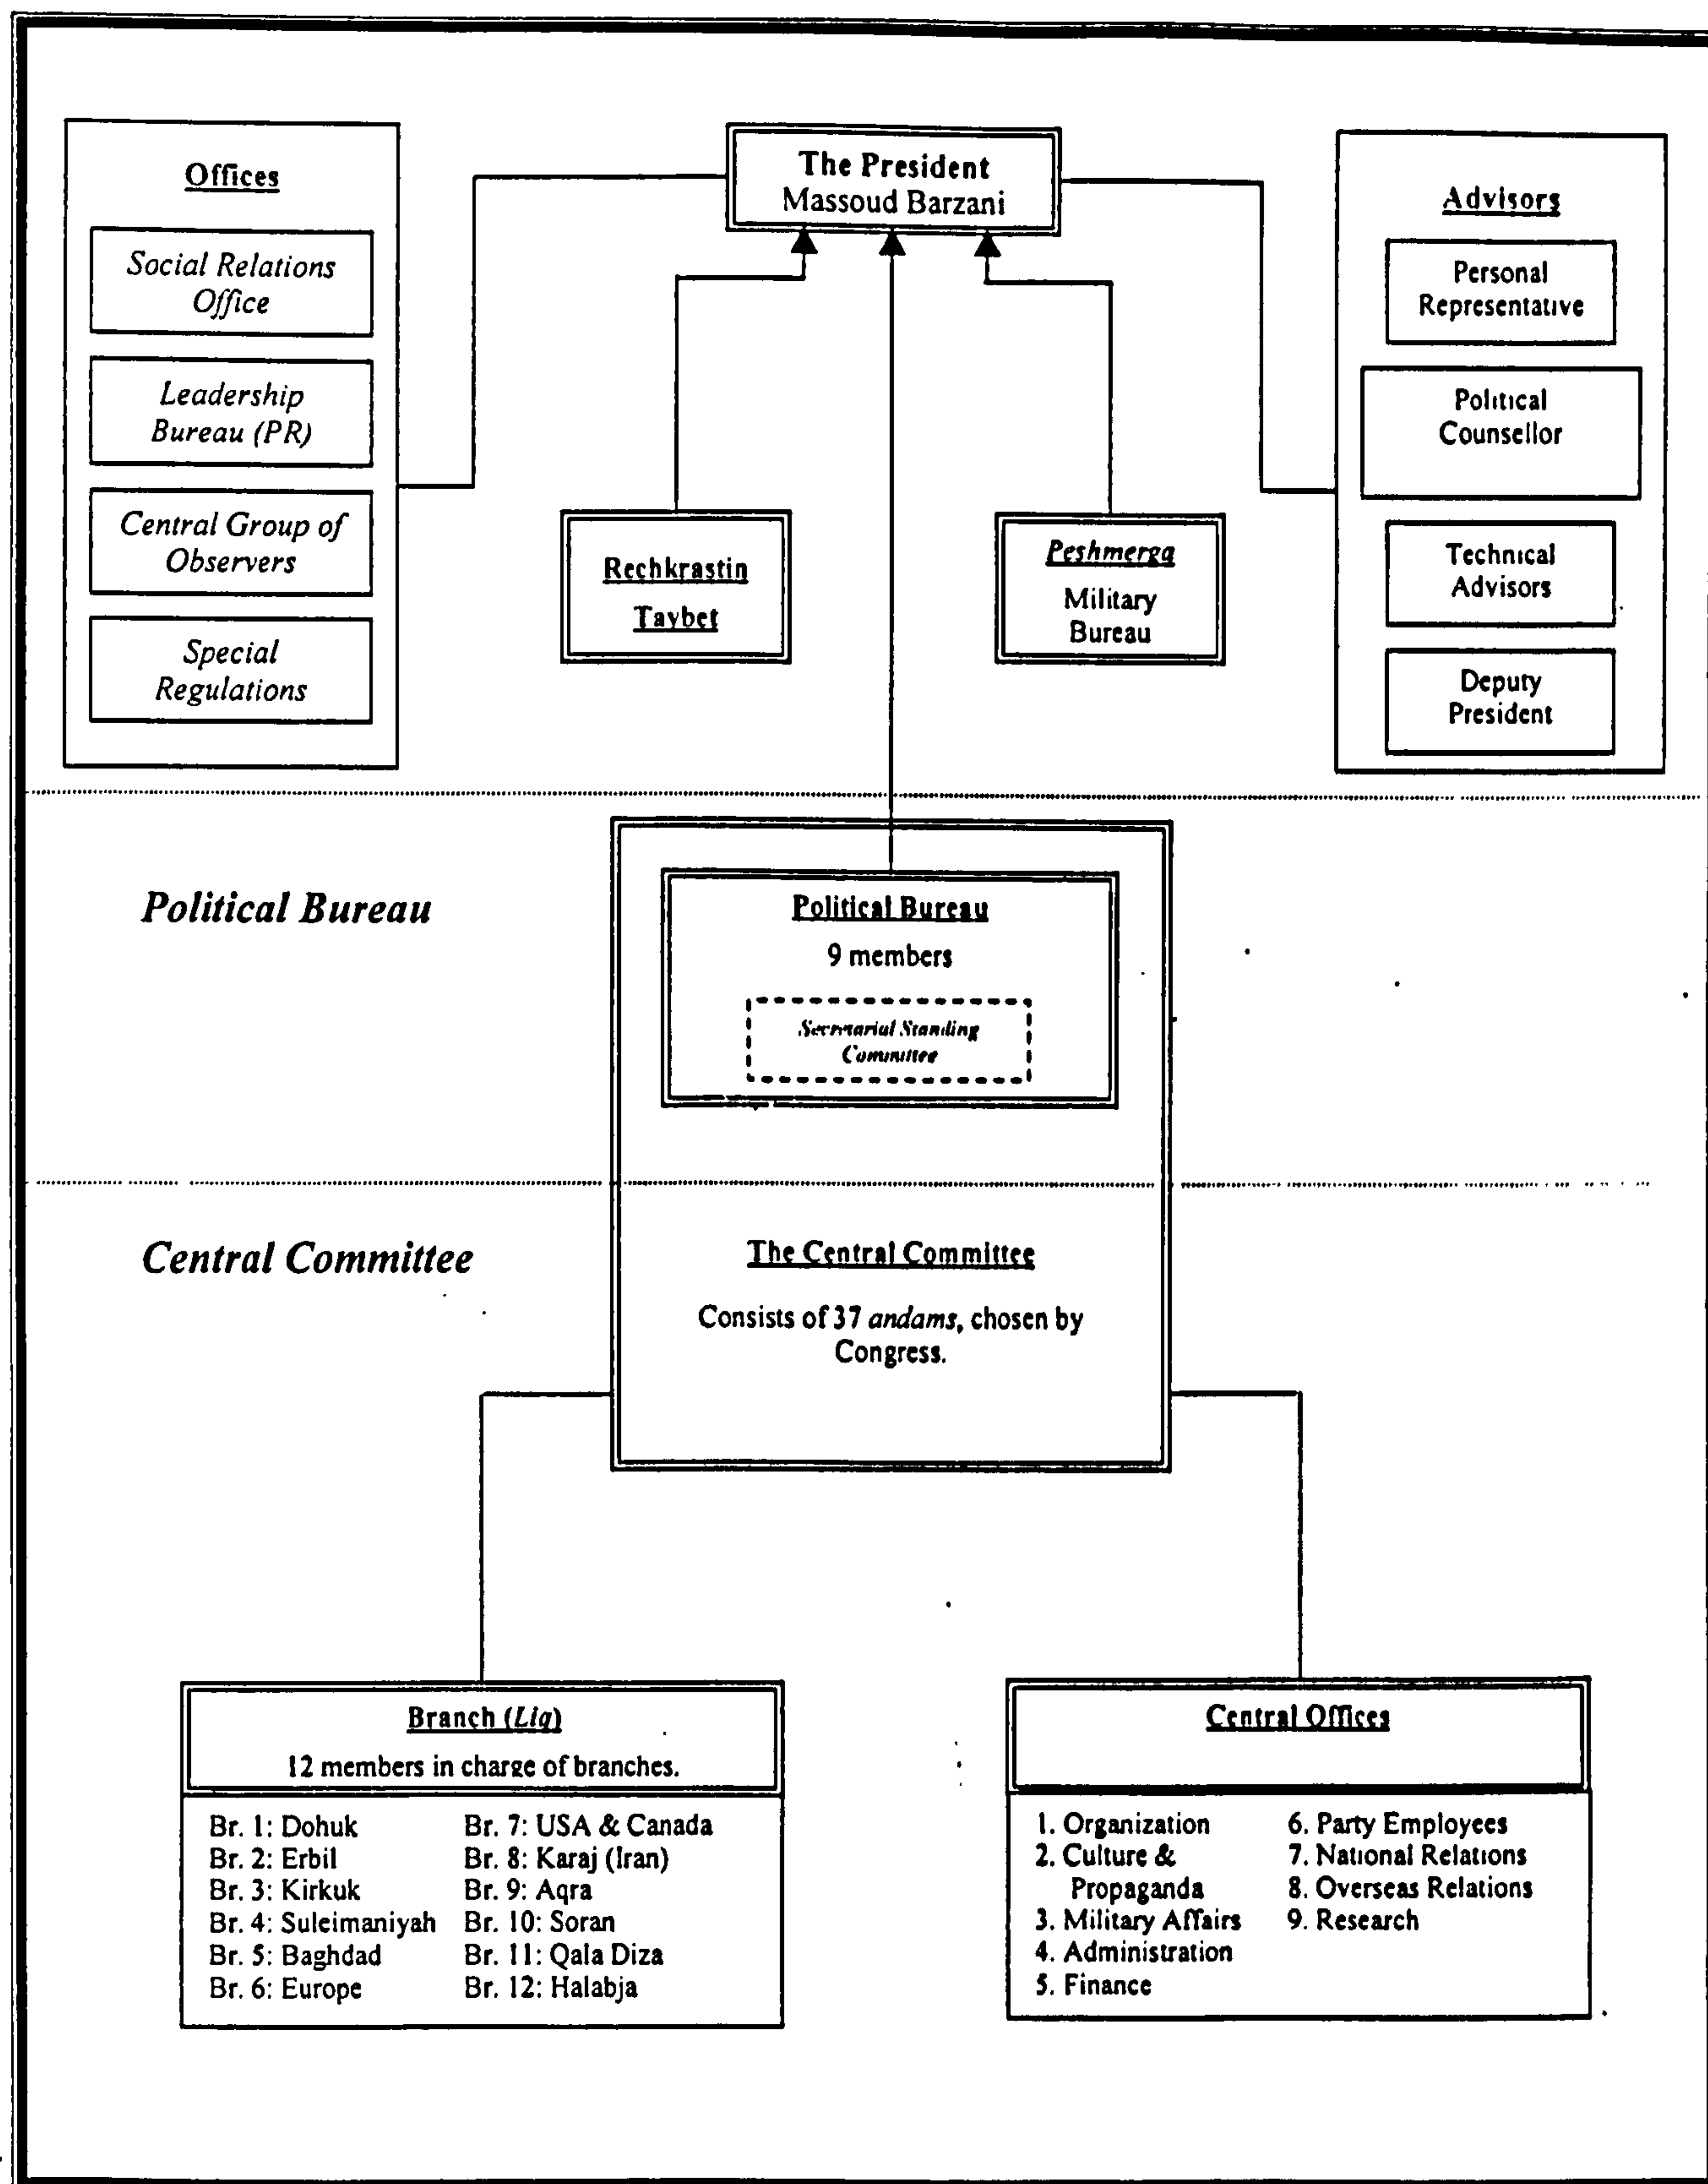 Offices
Social Relations
Office
Leadership
Bureau (PR)
Central Group of
Observers
Special
Regulations
The President
Massoud Barzani
Rechkrastin
Taybet
Peshmerga
Military
Bureau
Advisors
Personal
Representative
Political
Counsellor
Technical
Advisors
Deputy
President
Political Bureau
Political Bureau
9 members
Secretarial Standing
Committee
Central Committee
The Central Committee
Consists of 37 andams, chosen by
Congress.
Branch (Liq)
12 members in charge of branches.
Br. 1: Dohuk
Br. 2: Erbil
Br. 3: Kirkuk
Br. 4: Suleimaniyah
Br. 5: Baghdad
Br. 6: Europe
Br. 7: USA & Canada
Br. 8: Karaj (Iran)
Br. 9: Aqra
Br. 10: Soran
Br. 11: Qala Diza
Br. 12: Halabja
Central Offices
1. Organization
2. Culture &
Propaganda
3. Military Affairs
4. Administration
5. Finance
6. Party Employees
7. National Relations
8. Overseas Relations
9. Research